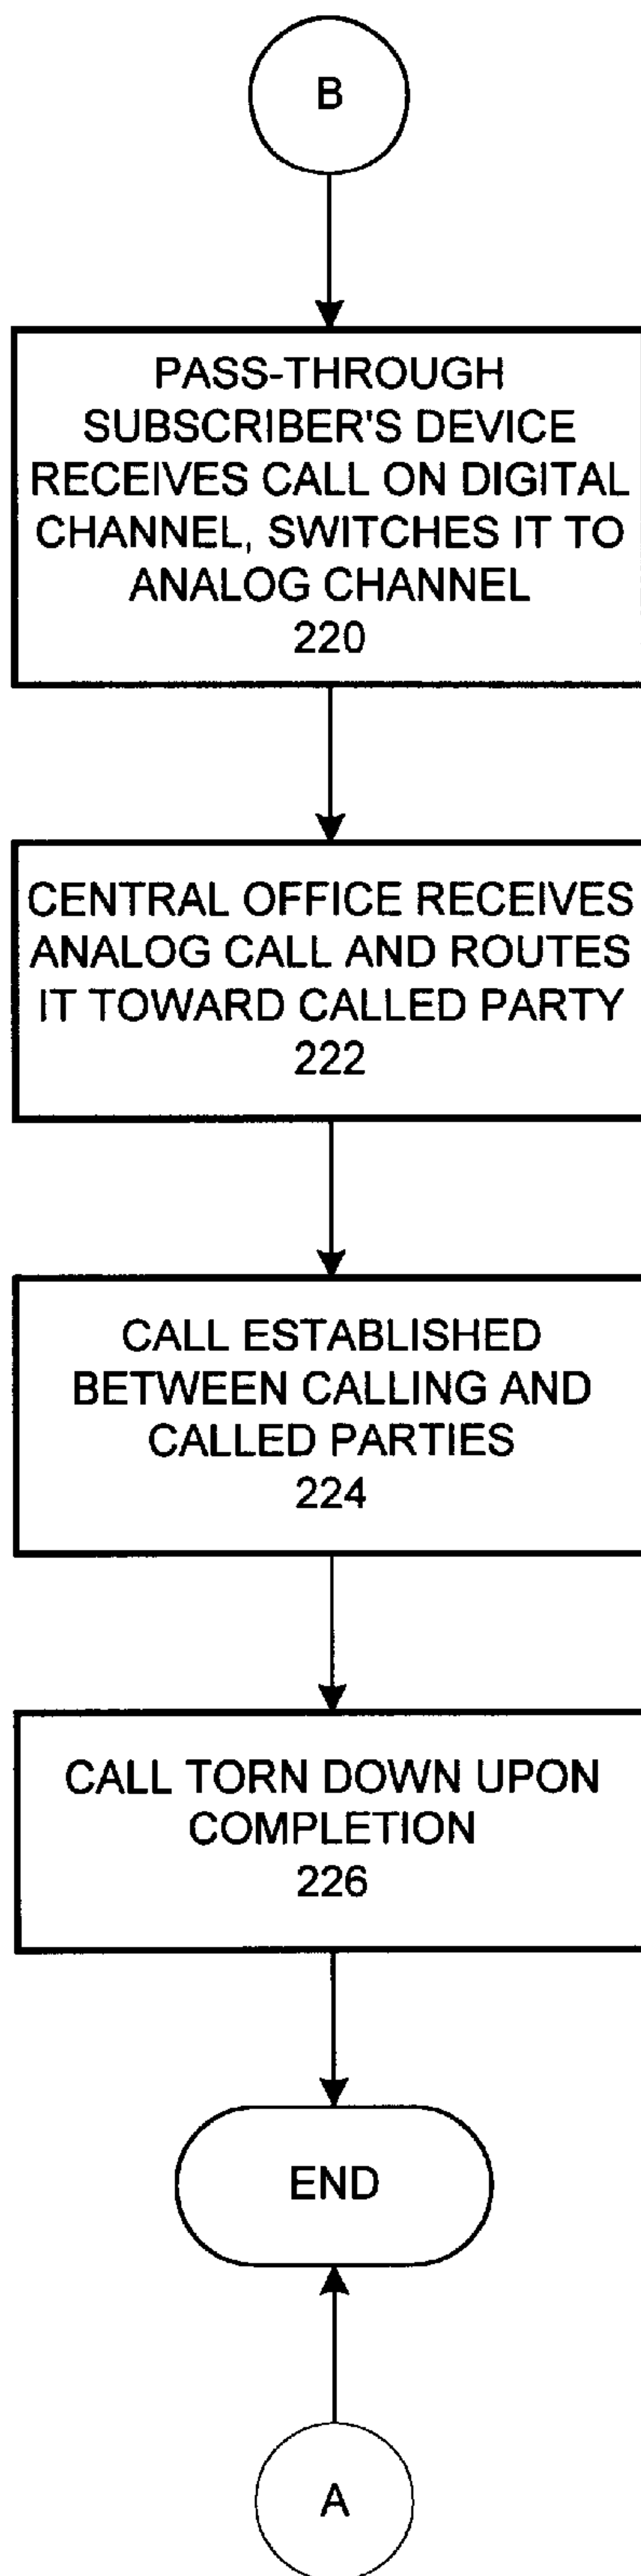 B
PASS-THROUGH
SUBSCRIBER'S DEVICE
RECEIVES CALL ON DIGITAL
CHANNEL, SWITCHES IT TO
ANALOG CHANNEL
220
CENTRAL OFFICE RECEIVES
ANALOG CALL AND ROUTES
IT TOWARD CALLED PARTY
222
CALL ESTABLISHED
BETWEEN CALLING AND
CALLED PARTIES
224
CALL TORN DOWN UPON
COMPLETION
226
END
A